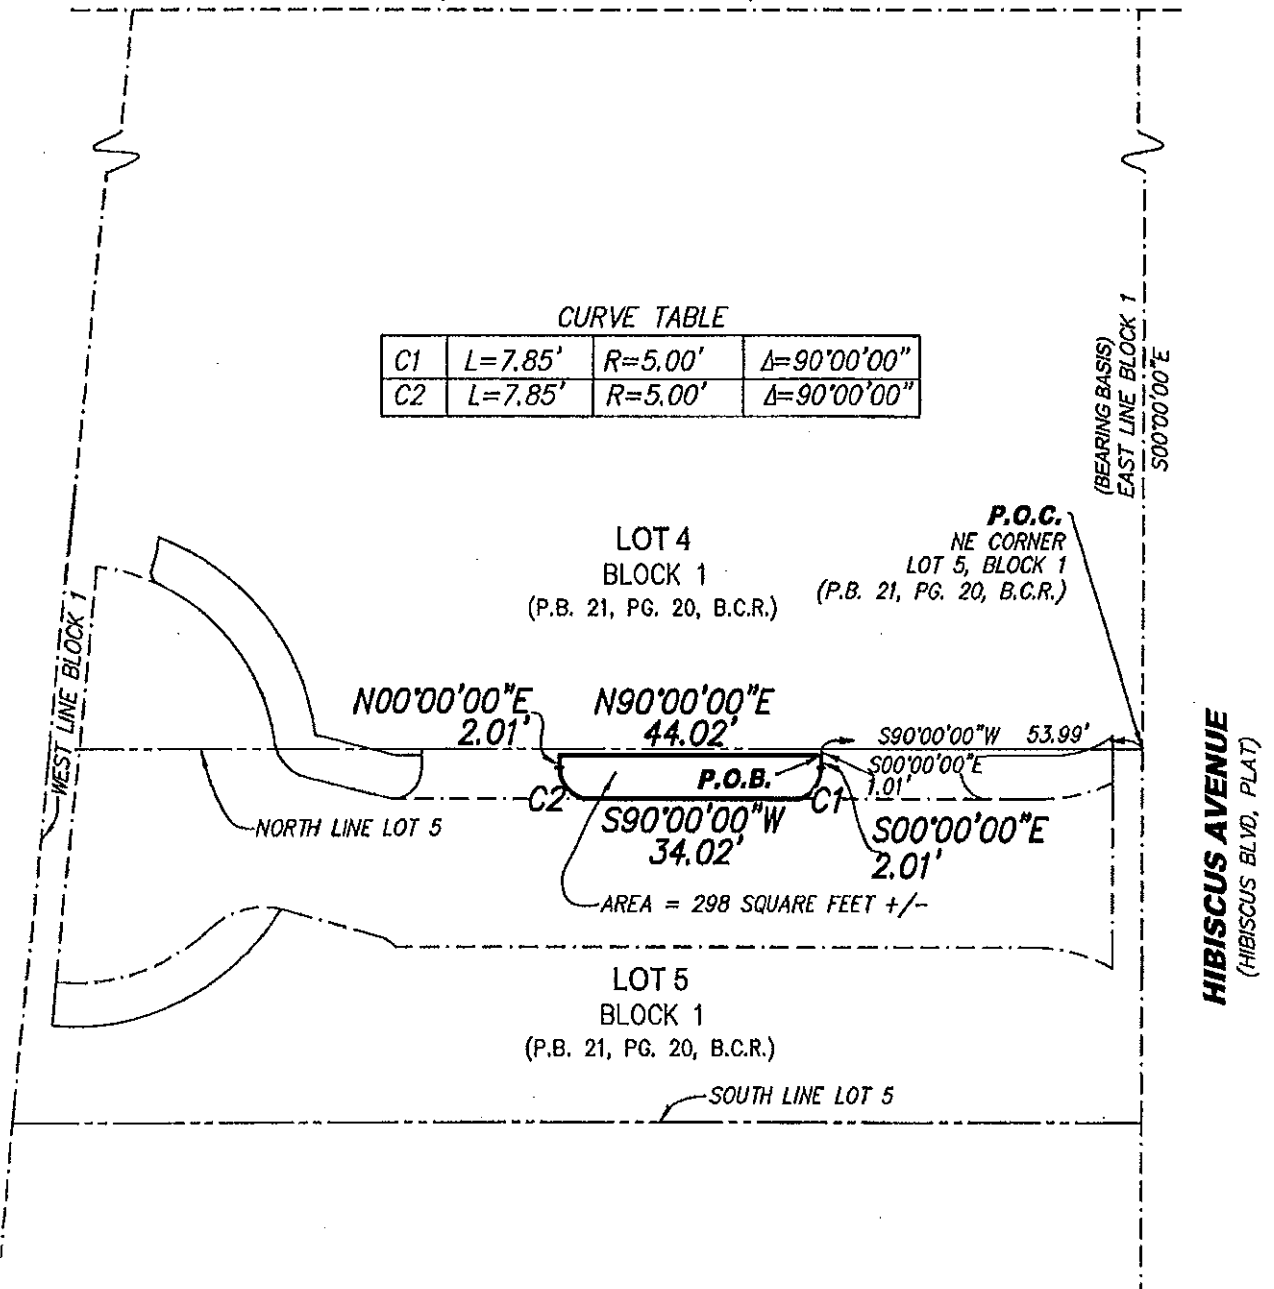 CURVE TABLE
C1 L=7.85' R=5.00' Δ=90°00'00"
C2 L=7.85' R=5.00' Δ=90°00'00"
(BEARING BASIS)
EAST LINE BLOCK 1
S00°00'00"E
P.O.C.
NE CORNER
LOT 5, BLOCK 1
(P.B. 21, PG. 20, B.C.R.)
LOT 4
BLOCK 1
(P.B. 21, PG. 20, B.C.R.)
WEST LINE BLOCK 1
N00°00'00"E
2.01'
N90°00'00"E
44.02'
S90°00'00"W 53.99'
S00°00'00"E
1.01'
P.O.B.
C2
C1
S90°00'00"W
34.02'
S00°00'00"E
2.01'
NORTH LINE LOT 5
AREA = 298 SQUARE FEET +/-
HIBISCUS AVENUE
(HIBISCUS BLVD, PLAT)
LOT 5
BLOCK 1
(P.B. 21, PG. 20, B.C.R.)
SOUTH LINE LOT 5